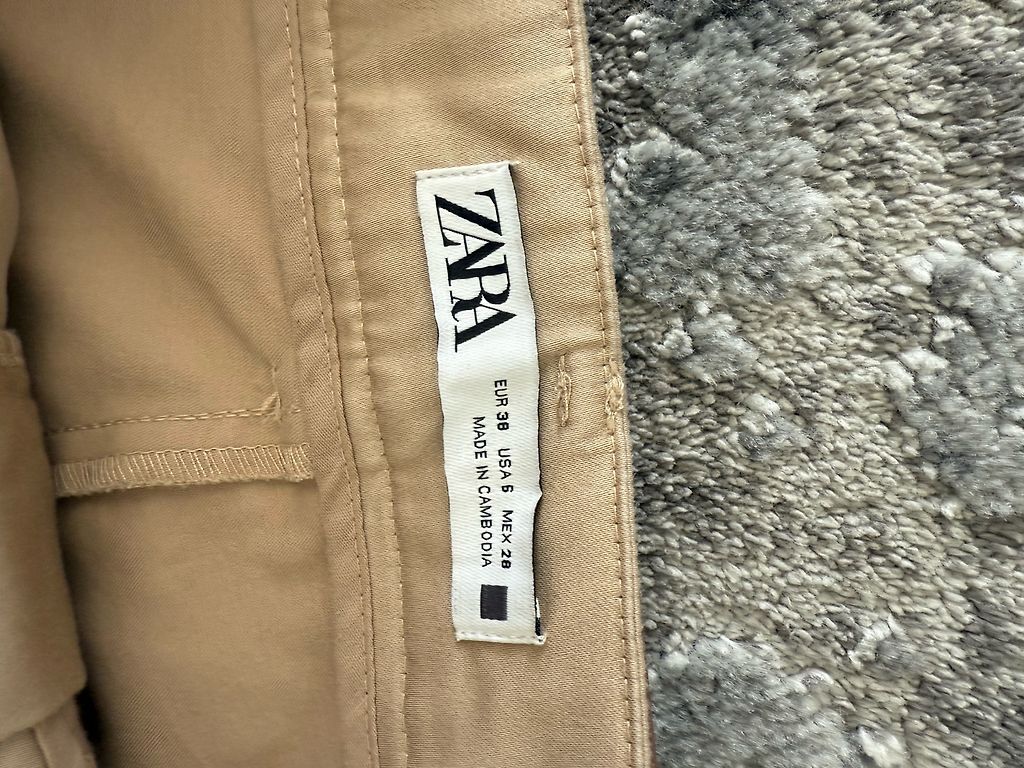 ZARA
EUR 38 USA 6 MEX 28
MADE IN CAMBODIA